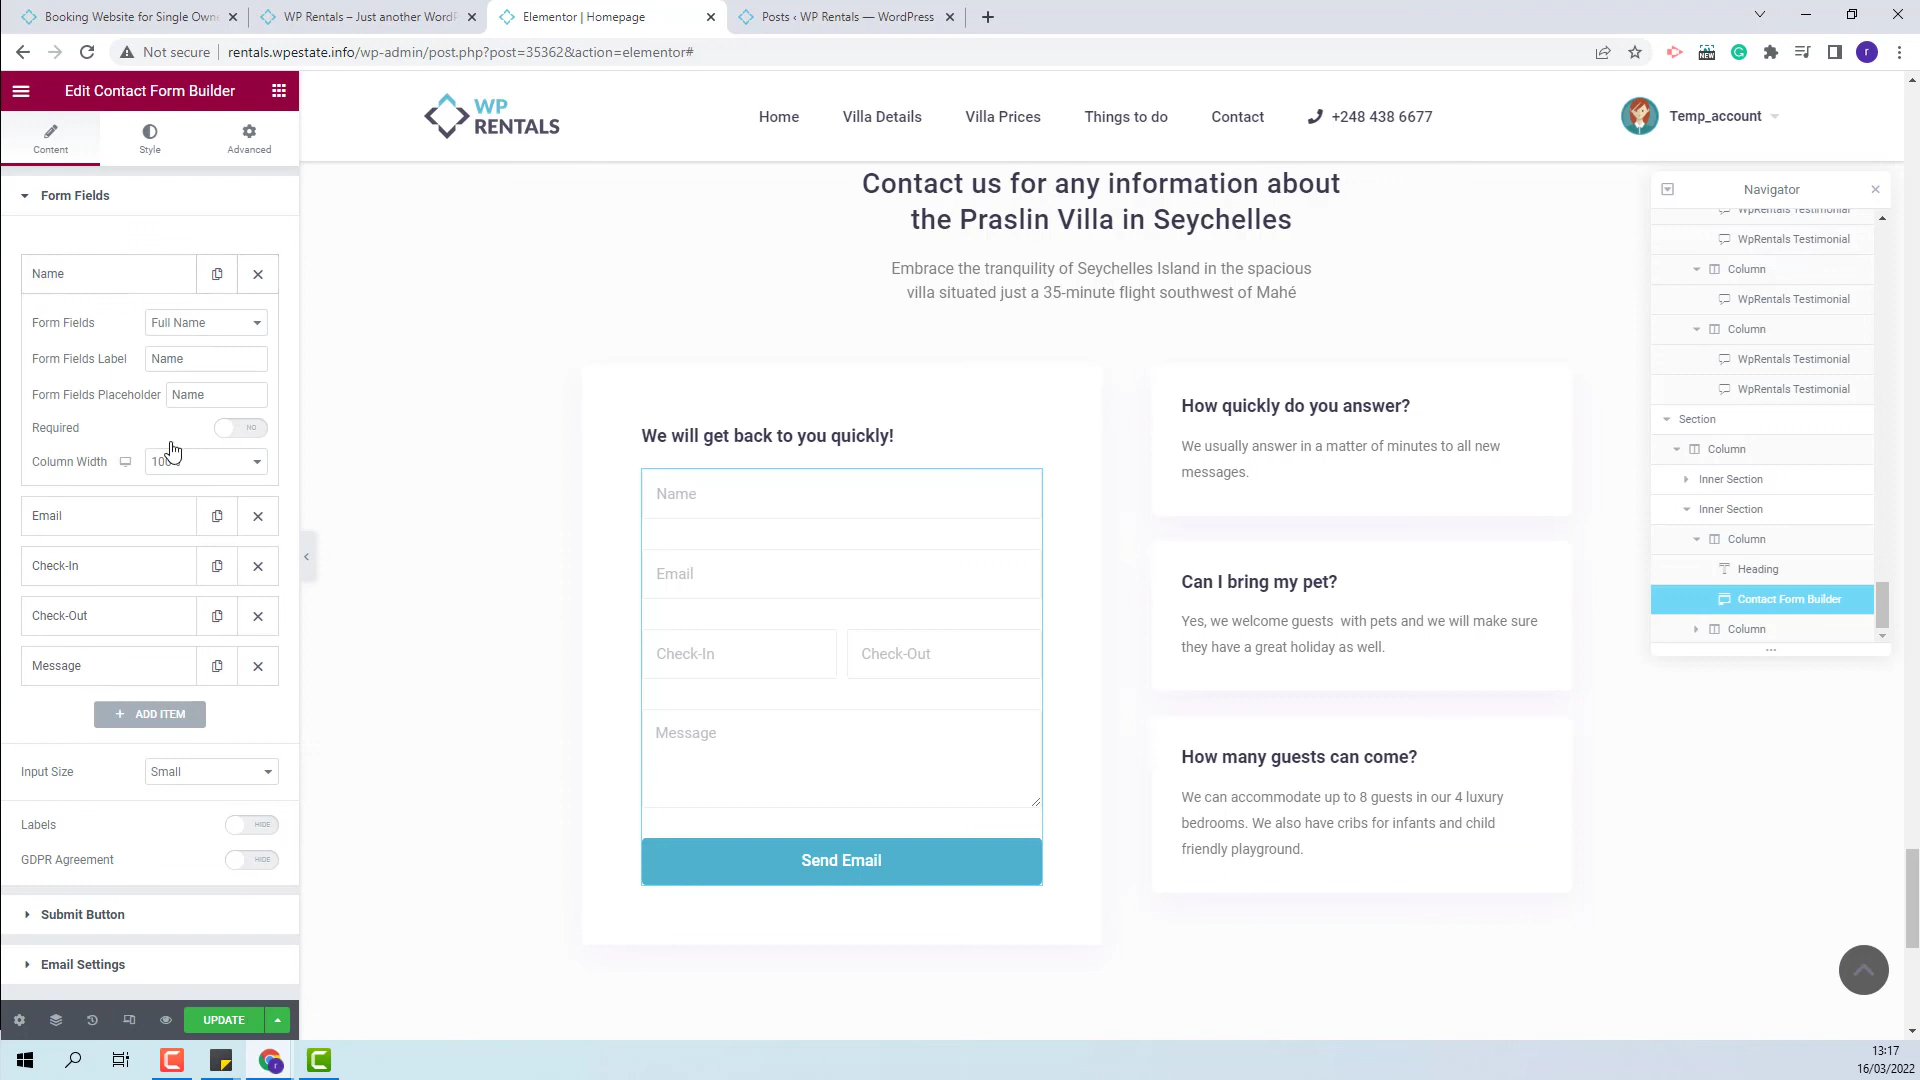 Booking Website for Single Own
WP Rentals – Just another WordP
Elementor | Homepage
Posts ‹ WP Rentals — WordPress
Not secure
rentals.wpestate.info/wp-admin/post.php?post=35362&action=elementor#
NEW
r
Edit Contact Form Builder
Content
Style
Advanced
Form Fields
Name
Form Fields
Full Name
Form Fields Label
Name
Form Fields Placeholder
Name
Required
NO
Column Width
Email
Check-In
Check-Out
Message
+ ADD ITEM
Input Size
Small
Labels
HIDE
GDPR Agreement
HIDE
Submit Button
Email Settings
UPDATE
WP
RENTALS
Home
Villa Details
Villa Prices
Things to do
Contact
+248 438 6677
Temp_account
Contact us for any information about
the Praslin Villa in Seychelles
Embrace the tranquility of Seychelles Island in the spacious
villa situated just a 35-minute flight southwest of Mahé
We will get back to you quickly!
Name
Email
Check-In
Check-Out
Message
Send Email
How quickly do you answer?
We usually answer in a matter of minutes to all new
messages.
Can I bring my pet?
Yes, we welcome guests with pets and we will make sure
they have a great holiday as well.
How many guests can come?
We can accommodate up to 8 guests in our 4 luxury
bedrooms. We also have cribs for infants and child
friendly playground.
Navigator
WpRentals Testimonial
WpRentals Testimonial
Column
WpRentals Testimonial
Column
WpRentals Testimonial
WpRentals Testimonial
Section
Column
Inner Section
Inner Section
Column
Heading
Contact Form Builder
Column
13:17
16/03/2022